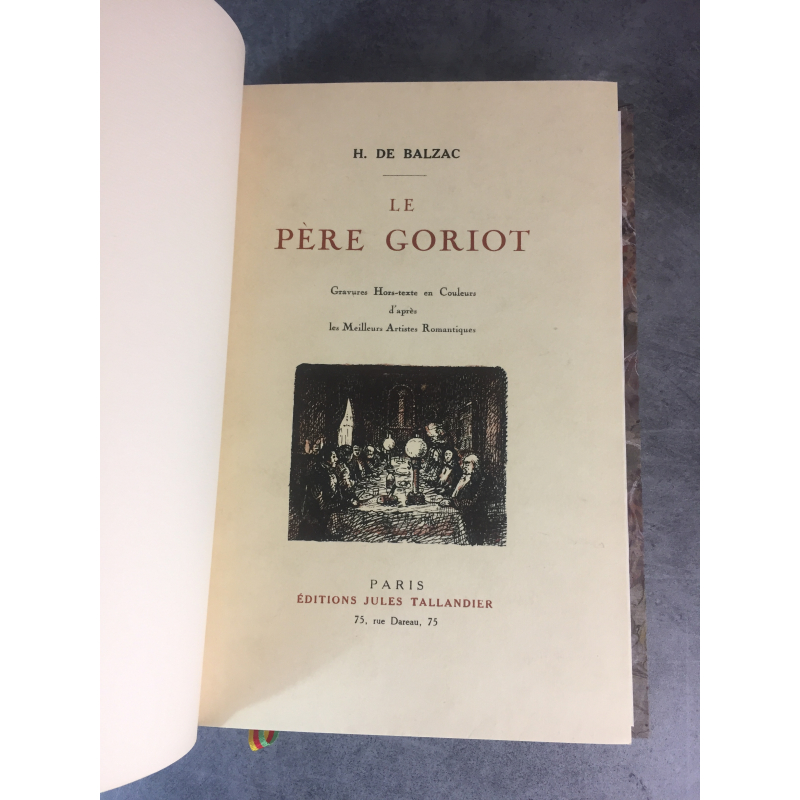 H. DE BALZAC
LE
PÈRE GORIOT
Gravures Hors-texte en Couleurs
d'après
les Meilleurs Artistes Romantiques
PARIS
ÉDITIONS JULES TALLANDIER
75, rue Dareau, 75